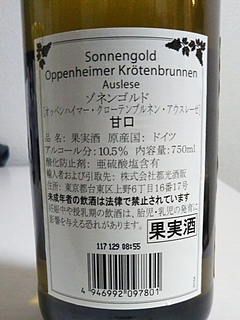 Sonnengold
Oppenheimer Krötenbrunnen
Auslese
ゾネンゴルド
[オッペンハイマー・クローテンブルネン・アウスレーゼ]
甘口
品名: 果実酒 原産国: ドイツ
アルコール分: 10.5% 内容量: 750ml
酸化防止剤: 亜硫酸塩含有
輸入者および引取先: 株式会社都光酒販
住所: 東京都台東区上野6丁目16番17号
未成年者の飲酒は法律で禁止されています
妊娠中や授乳期の飲酒は、胎児・乳児の発育に
影響を与える恐れがあります。
果実酒
117 129 08:55
4 946992 097801